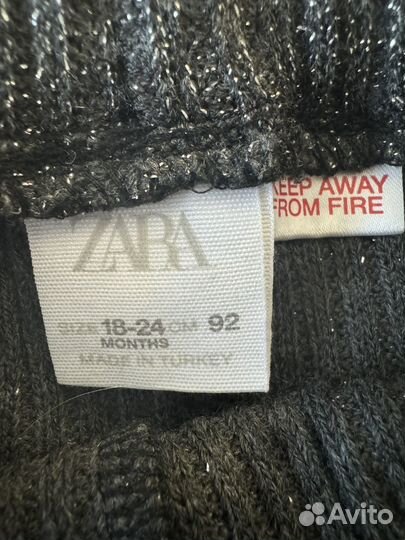 KEEP AWAY
FROM FIRE
ZARA
SIZE 18-24 CM 92
MONTHS
MADE IN TURKEY
Avito